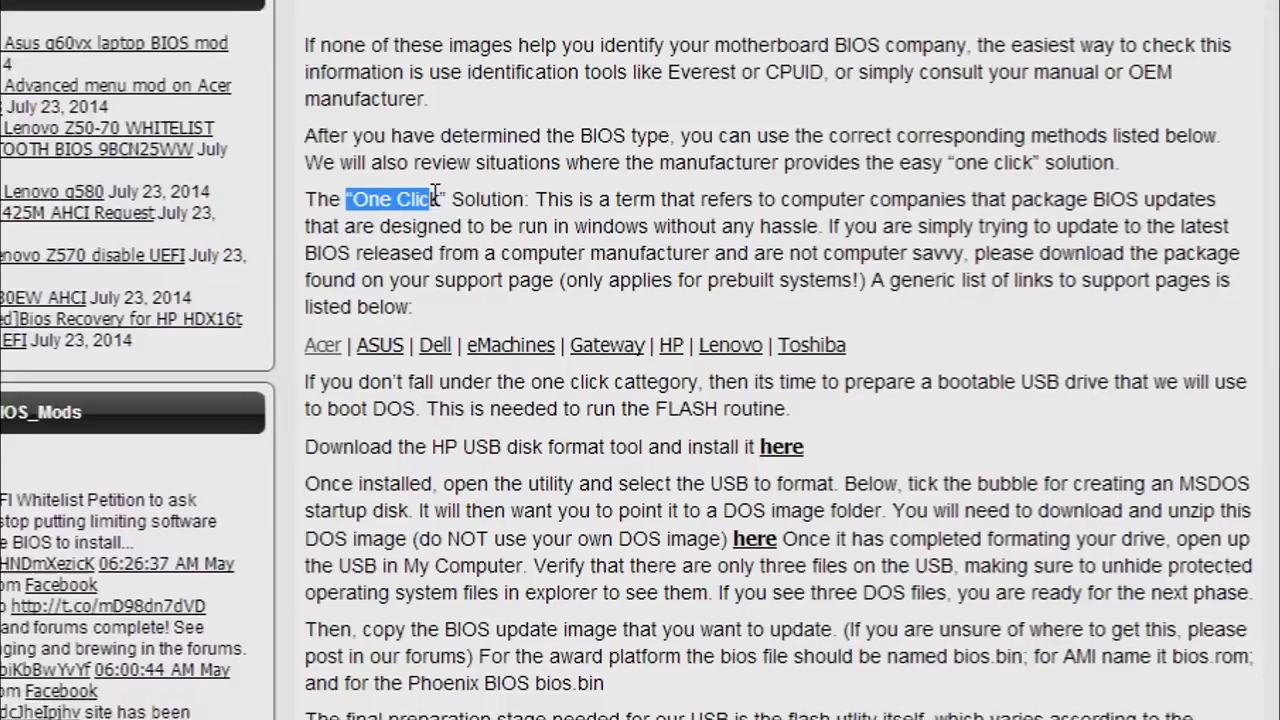 Asus g60vx laptop BIOS mod
4
Advanced menu mod on Acer
July 23, 2014
Lenovo Z50-70 WHITELIST
TOOTH BIOS 9BCN25WW July
Lenovo g580 July 23, 2014
425M AHCI Request July 23,
enovo Z570 disable UEFI July 23,
30EW AHCI July 23, 2014
ed]Bios Recovery for HP HDX16t
EFI July 23, 2014
IOS_Mods
FI Whitelist Petition to ask
stop putting limiting software
e BIOS to install...
HNDmXezicK 06:26:37 AM May
om Facebook
o http://t.co/mD98dn7dVD
and forums complete! See
nging and brewing in the forums.
biKbBwYvYf 06:00:44 AM May
om Facebook
dcJheIpjhv site has been
If none of these images help you identify your motherboard BIOS company, the easiest way to check this
information is use identification tools like Everest or CPUID, or simply consult your manual or OEM
manufacturer.
After you have determined the BIOS type, you can use the correct corresponding methods listed below.
We will also review situations where the manufacturer provides the easy “one click” solution.
The “One Click” Solution: This is a term that refers to computer companies that package BIOS updates
that are designed to be run in windows without any hassle. If you are simply trying to update to the latest
BIOS released from a computer manufacturer and are not computer savvy, please download the package
found on your support page (only applies for prebuilt systems!) A generic list of links to support pages is
listed below:
Acer | ASUS | Dell | eMachines | Gateway | HP | Lenovo | Toshiba
If you don’t fall under the one click cattegory, then its time to prepare a bootable USB drive that we will use
to boot DOS. This is needed to run the FLASH routine.
Download the HP USB disk format tool and install it here
Once installed, open the utility and select the USB to format. Below, tick the bubble for creating an MSDOS
startup disk. It will then want you to point it to a DOS image folder. You will need to download and unzip this
DOS image (do NOT use your own DOS image) here Once it has completed formating your drive, open up
the USB in My Computer. Verify that there are only three files on the USB, making sure to unhide protected
operating system files in explorer to see them. If you see three DOS files, you are ready for the next phase.
Then, copy the BIOS update image that you want to update. (If you are unsure of where to get this, please
post in our forums) For the award platform the bios file should be named bios.bin; for AMI name it bios.rom;
and for the Phoenix BIOS bios.bin
The final preparation stage needed for our USB is the flash utlity itself, which varies according to the